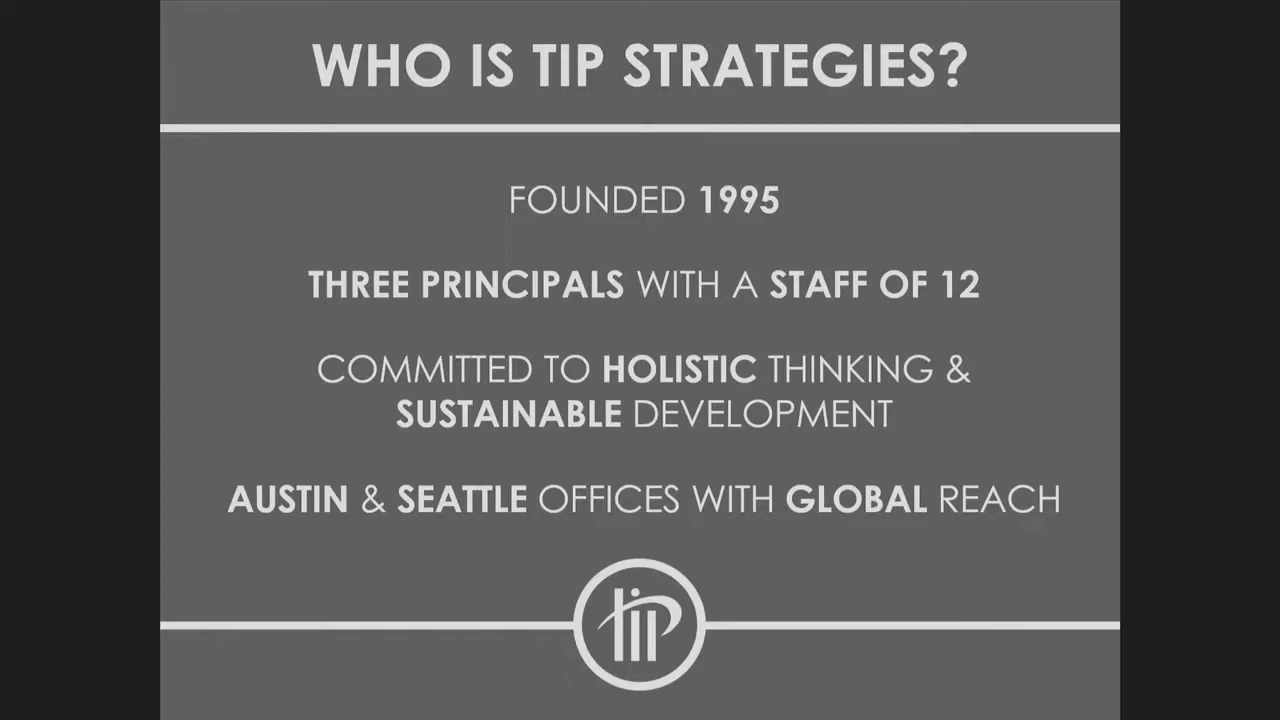 WHO IS TIP STRATEGIES?
FOUNDED 1995
THREE PRINCIPALS WITH A STAFF OF 12
COMMITTED TO HOLISTIC THINKING &
SUSTAINABLE DEVELOPMENT
AUSTIN & SEATTLE OFFICES WITH GLOBAL REACH
tip